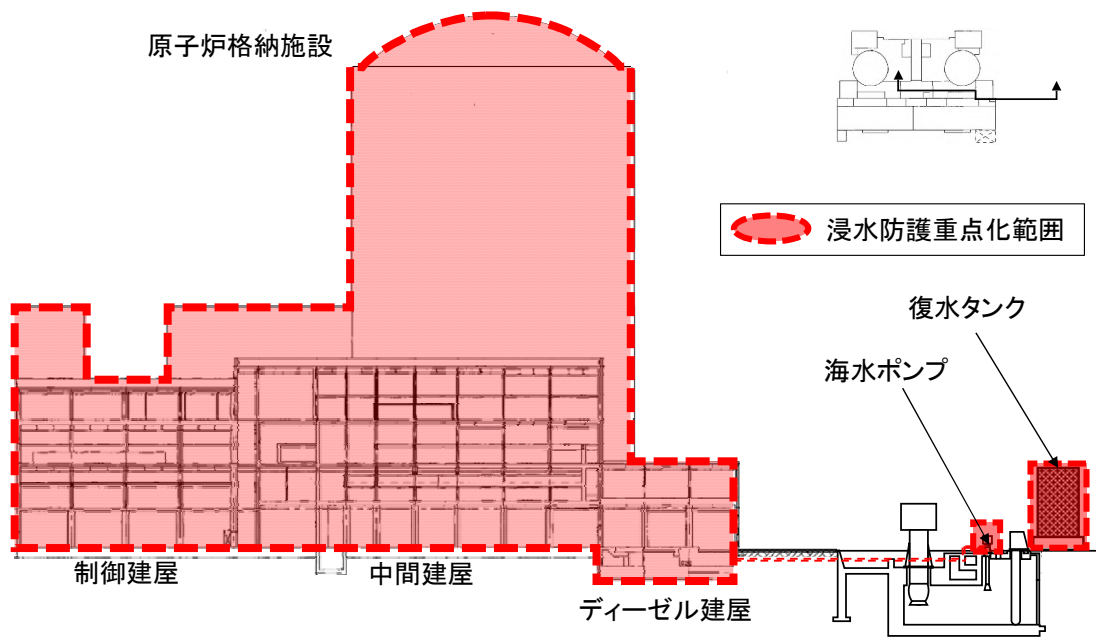 原子炉格納施設
浸水防護重点化範囲
復水タンク
海水ポンプ
制御建屋
中間建屋
ディーゼル建屋